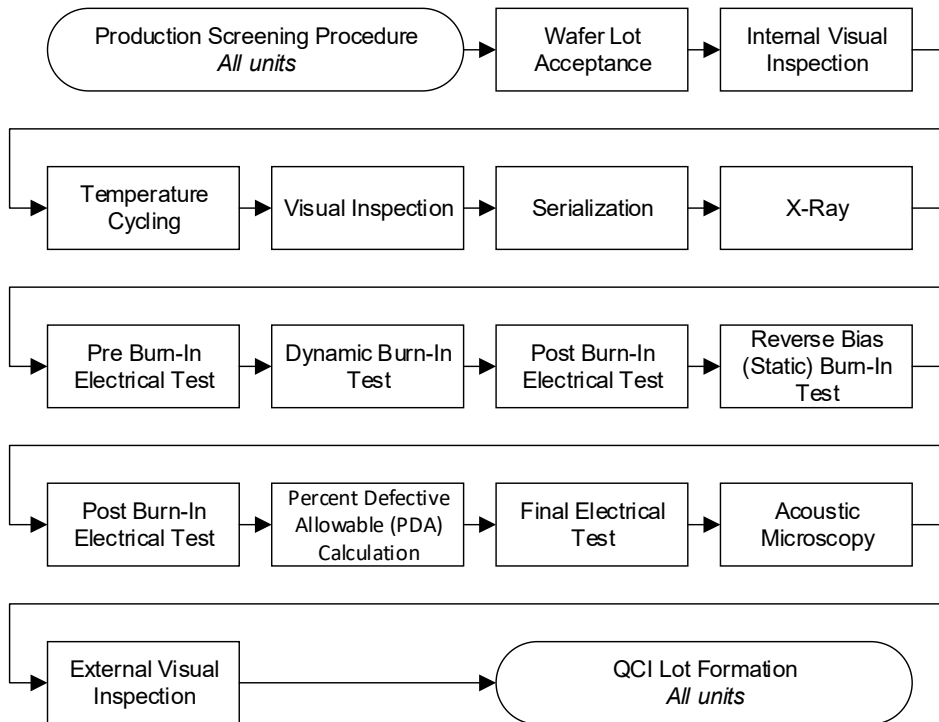 Production Screening Procedure
All units
Wafer Lot
Acceptance
Internal Visual
Inspection
Temperature
Cycling
Visual Inspection
Serialization
X-Ray
Pre Burn-In
Electrical Test
Dynamic Burn-In
Test
Post Burn-In
Electrical Test
Reverse Bias
(Static) Burn-In
Test
Post Burn-In
Electrical Test
Percent Defective
Allowable (PDA)
Calculation
Final Electrical
Test
Acoustic
Microscopy
External Visual
Inspection
QCI Lot Formation
All units